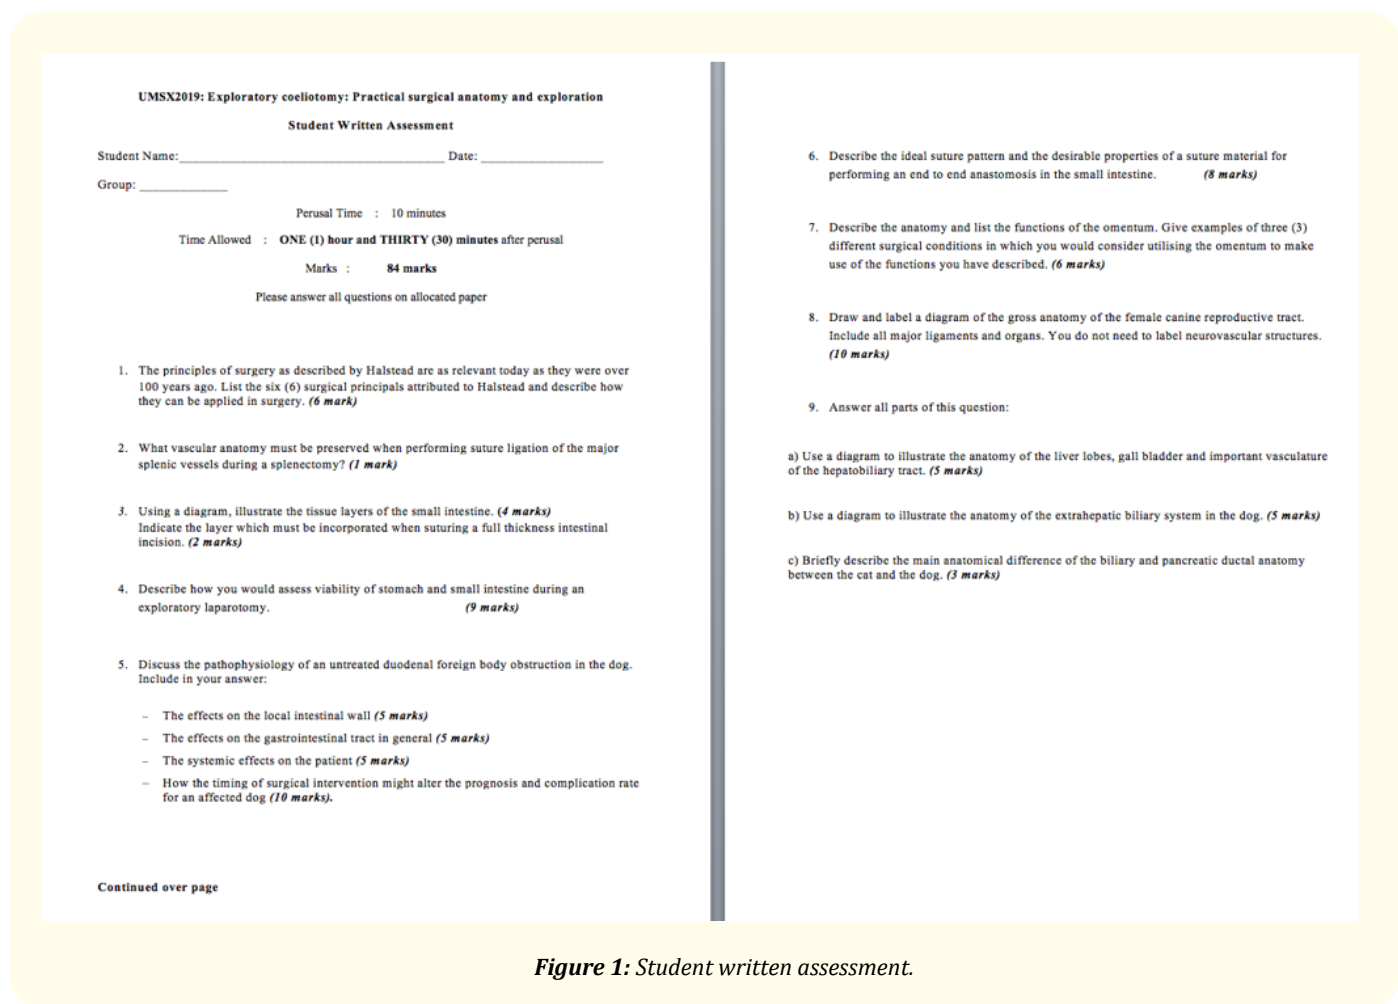 UMSX2019: Exploratory coeliotomy: Practical surgical anatomy and exploration
Student Written Assessment
Student Name:____________________ Date: ____________
Group: ____________
Perusal Time : 10 minutes
Time Allowed : ONE (1) hour and THIRTY (30) minutes after perusal
Marks : 84 marks
Please answer all questions on allocated paper
1. The principles of surgery as described by Halstead are as relevant today as they were over
100 years ago. List the six (6) surgical principals attributed to Halstead and describe how
they can be applied in surgery. (6 mark)
2. What vascular anatomy must be preserved when performing suture ligation of the major
splenic vessels during a splenectomy? (1 mark)
3. Using a diagram, illustrate the tissue layers of the small intestine. (4 marks)
Indicate the layer which must be incorporated when suturing a full thickness intestinal
incision. (2 marks)
4. Describe how you would assess viability of stomach and small intestine during an
exploratory laparotomy. (9 marks)
5. Discuss the pathophysiology of an untreated duodenal foreign body obstruction in the dog.
Include in your answer:
– The effects on the local intestinal wall (5 marks)
– The effects on the gastrointestinal tract in general (5 marks)
– The systemic effects on the patient (5 marks)
– How the timing of surgical intervention might alter the prognosis and complication rate
for an affected dog (10 marks).
Continued over page
6. Describe the ideal suture pattern and the desirable properties of a suture material for
performing an end to end anastomosis in the small intestine. (8 marks)
7. Describe the anatomy and list the functions of the omentum. Give examples of three (3)
different surgical conditions in which you would consider utilising the omentum to make
use of the functions you have described. (6 marks)
8. Draw and label a diagram of the gross anatomy of the female canine reproductive tract.
Include all major ligaments and organs. You do not need to label neurovascular structures.
(10 marks)
9. Answer all parts of this question:
a) Use a diagram to illustrate the anatomy of the liver lobes, gall bladder and important vasculature
of the hepatobiliary tract. (5 marks)
b) Use a diagram to illustrate the anatomy of the extrahepatic biliary system in the dog. (5 marks)
c) Briefly describe the main anatomical difference of the biliary and pancreatic ductal anatomy
between the cat and the dog. (3 marks)
Figure 1: Student written assessment.